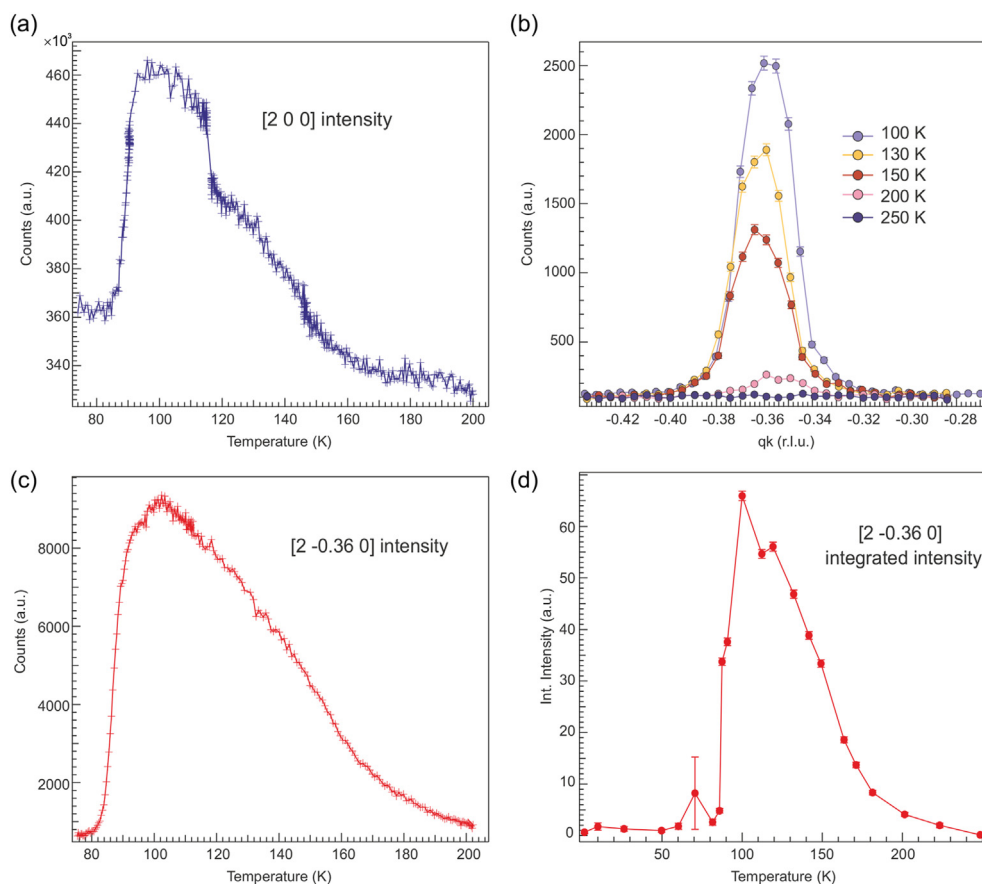 (a)
×10³
460
440
420
400
380
360
340
Counts (a.u.)
[2 0 0] intensity
80 100 120 140 160 180 200
Temperature (K)
(b)
2500
2000
1500
1000
500
Counts (a.u.)
100 K
130 K
150 K
200 K
250 K
-0.42 -0.40 -0.38 -0.36 -0.34 -0.32 -0.30 -0.28 -0.27
qk (r.l.u.)
(c)
8000
9000
6000
4000
2000
Counts (a.u.)
[2 -0.36 0] intensity
80 100 120 140 160 180 200
Temperature (K)
(d)
60
50
40
30
20
10
0
Int. Intensity (a.u.)
[2 -0.36 0]
integrated intensity
50 100 150 200
Temperature (K)